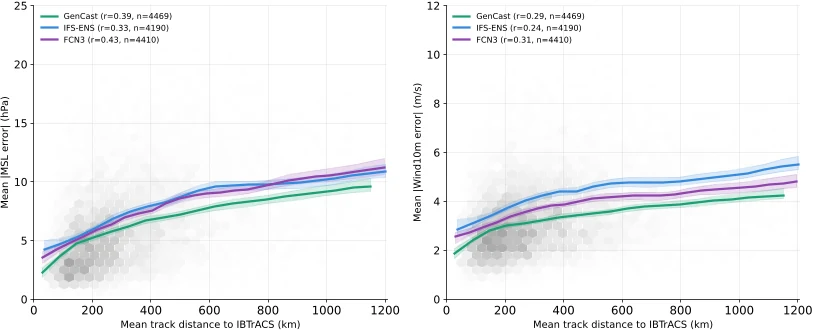 25
20
15
10
5
0
Mean |MSL error| (hPa)
GenCast (r=0.39, n=4469)
IFS-ENS (r=0.33, n=4190)
FCN3 (r=0.43, n=4410)
0 200 400 600 800 1000 1200
Mean track distance to IBTrACS (km)
12
10
8
6
4
2
0
Mean |Wind10m error| (m/s)
GenCast (r=0.29, n=4469)
IFS-ENS (r=0.24, n=4190)
FCN3 (r=0.31, n=4410)
0 200 400 600 800 1000 1200
Mean track distance to IBTrACS (km)